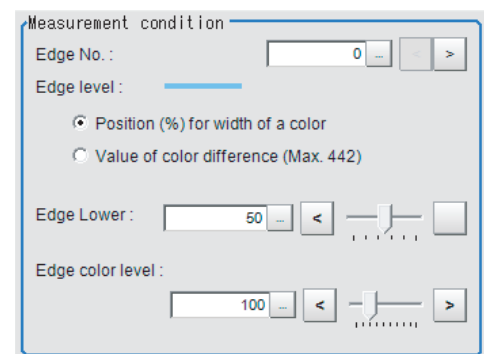 Measurement condition
Edge No. : 0 ... < >
Edge level :
Position (%) for width of a color
Value of color difference (Max. 442)
Edge Lower : 50 ... <
Edge color level :
100 ... < >